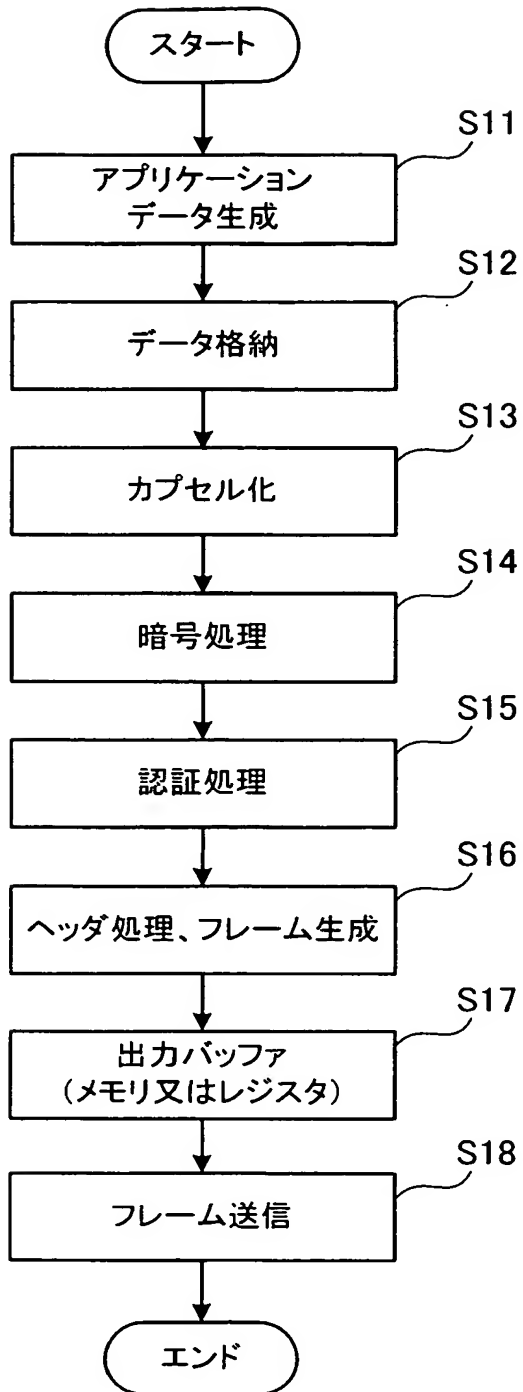 スタート
S11
アプリケーション
データ生成
S12
データ格納
S13
カプセル化
S14
暗号処理
S15
認証処理
S16
ヘッダ処理、フレーム生成
S17
出力バッファ
(メモリ又はレジスタ)
S18
フレーム送信
エンド